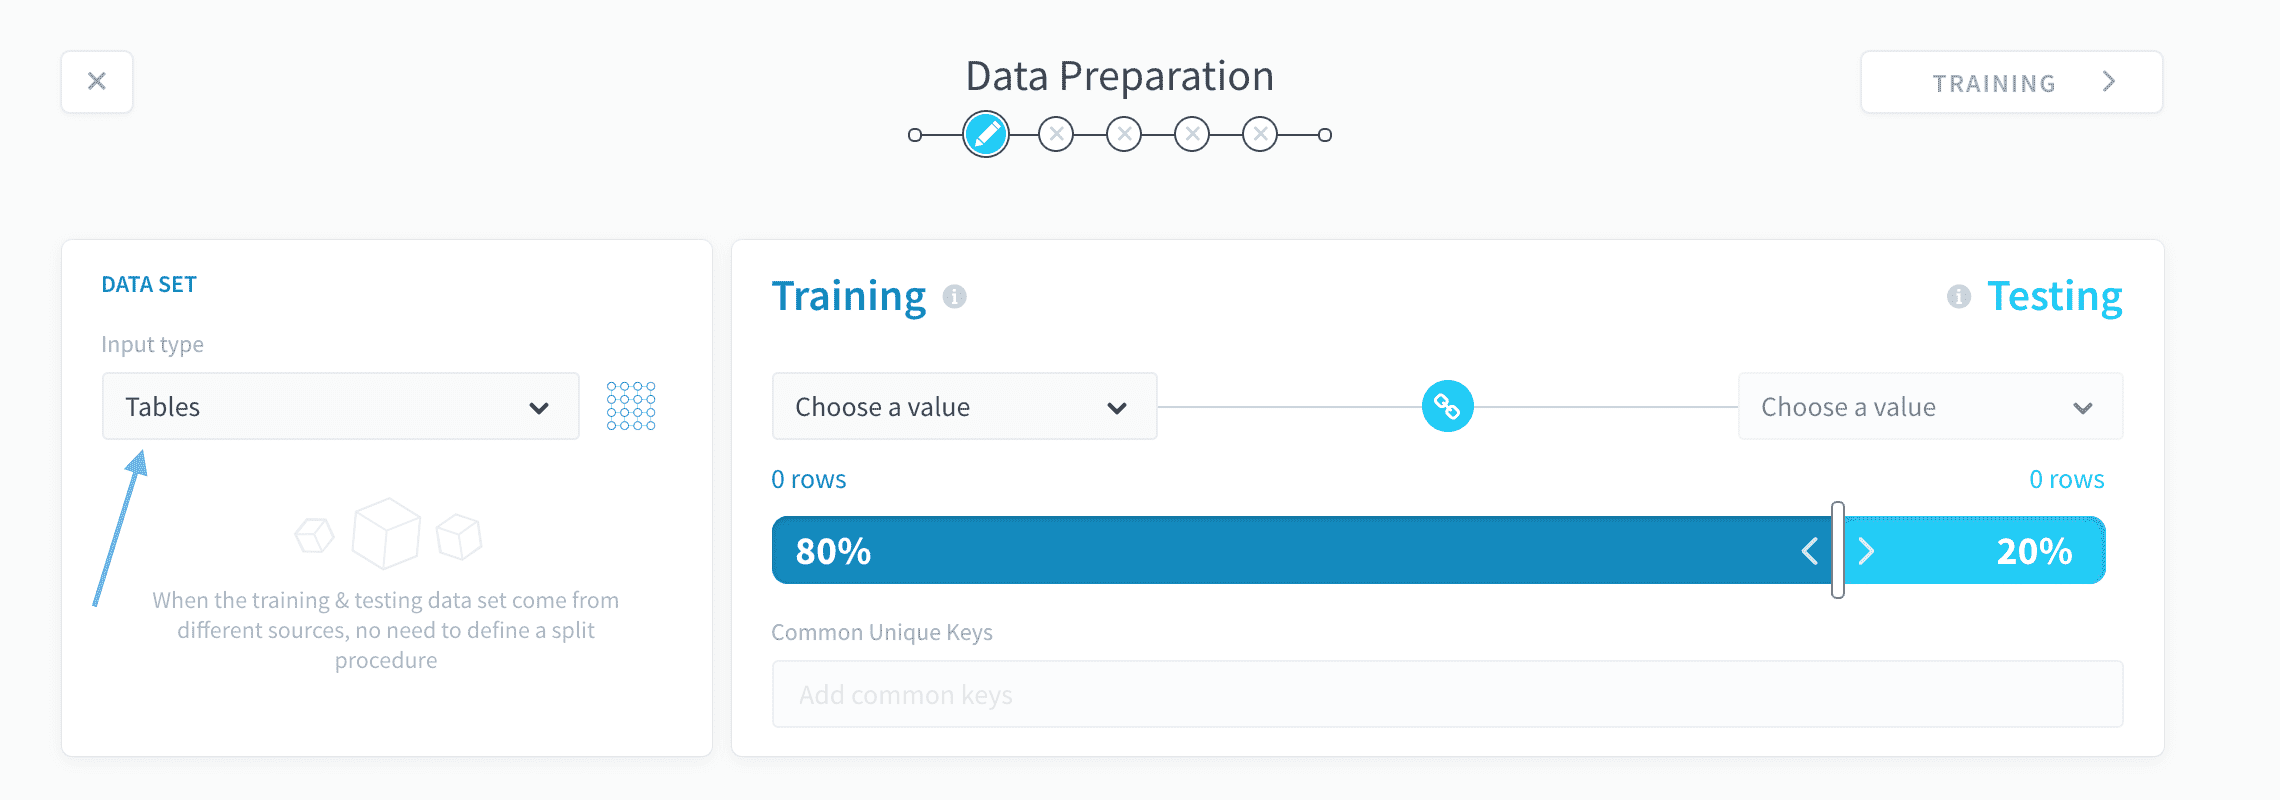 Data Preparation
TRAINING
DATA SET
Input type
Tables
When the training & testing data set come from
different sources, no need to define a split
procedure
Training
Testing
Choose a value
Choose a value
0 rows
0 rows
80%
20%
Common Unique Keys
Add common keys